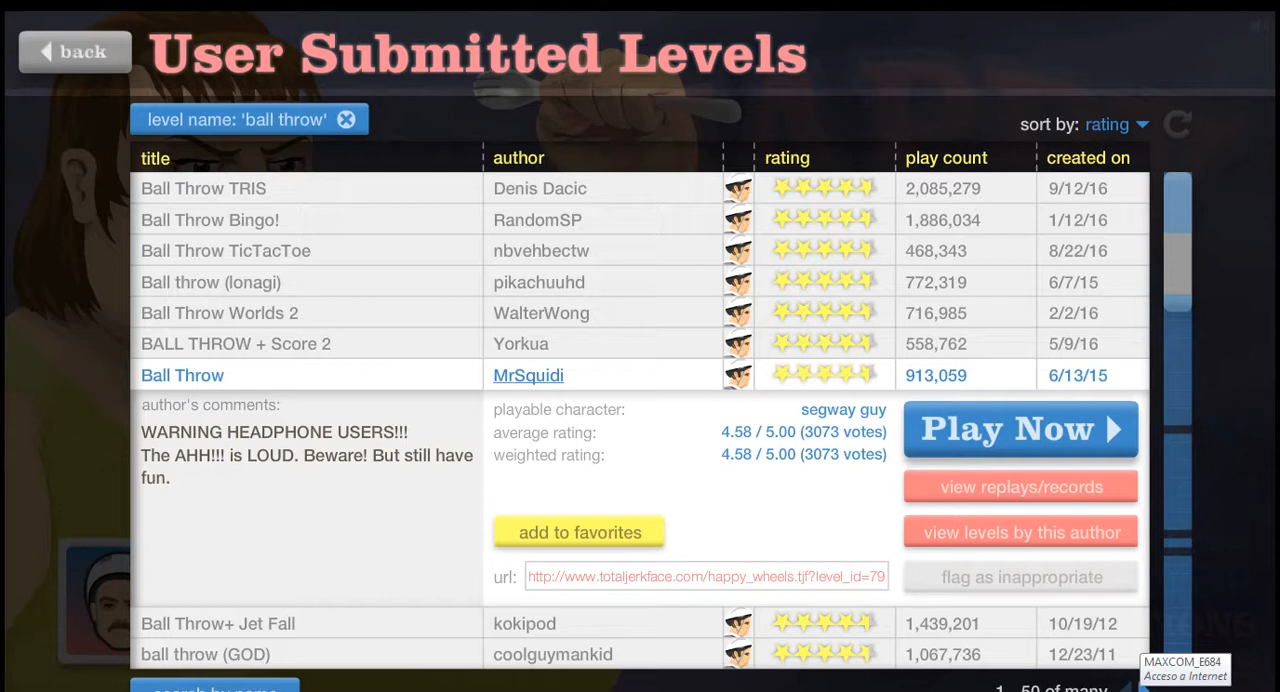 back
User Submitted Levels
level name: 'ball throw'
sort by: rating
title author rating play count created on
Ball Throw TRIS Denis Dacic 2,085,279 9/12/16
Ball Throw Bingo! RandomSP 1,886,034 1/12/16
Ball Throw TicTacToe nbvehbectw 468,343 8/22/16
Ball throw (lonagi) pikachuuhd 772,319 6/7/15
Ball Throw Worlds 2 WalterWong 716,985 2/2/16
BALL THROW + Score 2 Yorkua 558,762 5/9/16
Ball Throw MrSquidi 913,059 6/13/15
author's comments:
WARNING HEADPHONE USERS!!!
The AHH!!! is LOUD. Beware! But still have
fun.
playable character: segway guy
average rating: 4.58 / 5.00 (3073 votes)
weighted rating: 4.58 / 5.00 (3073 votes)
add to favorites
url: http://www.totaljerkface.com/happy_wheels.tjf?level_id=79
Play Now
view replays/records
view levels by this author
flag as inappropriate
Ball Throw+ Jet Fall kokipod 1,439,201 10/19/12
ball throw (GOD) coolguymankid 1,067,736 12/23/11
search by name
1 - 50 of many
MAXCOM_E684
Acceso a Internet